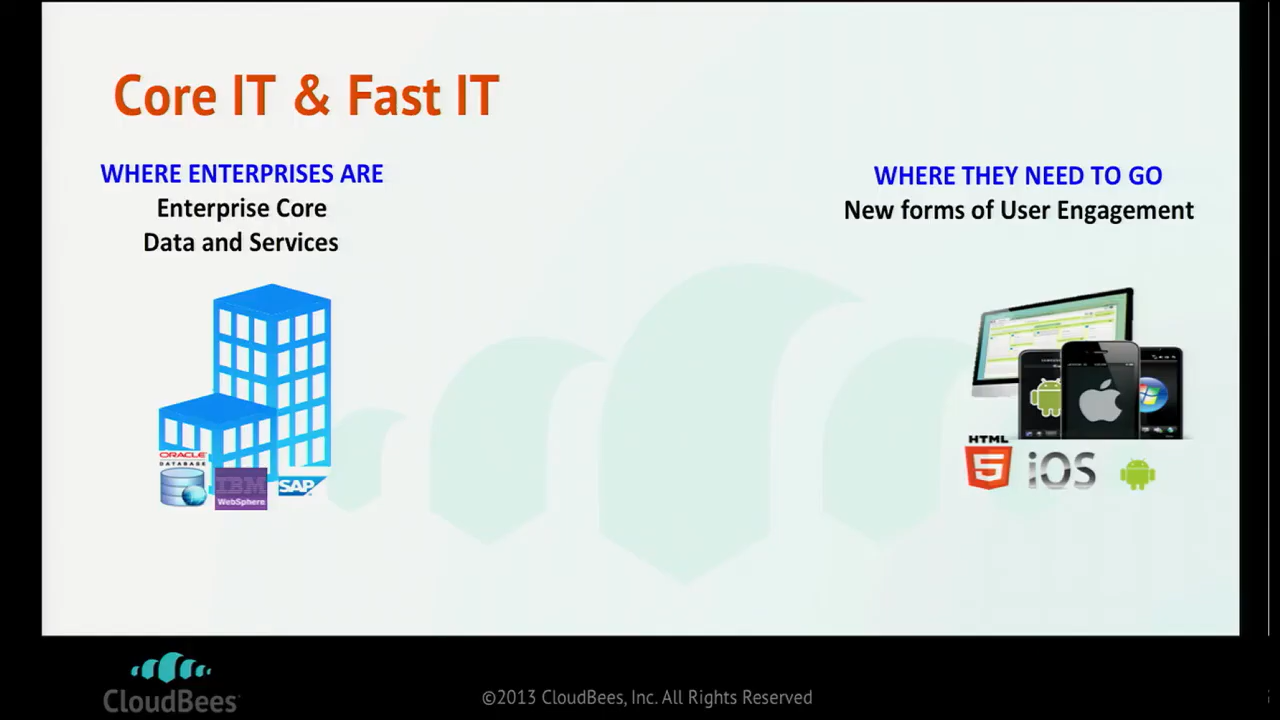 Core IT & Fast IT
WHERE ENTERPRISES ARE
Enterprise Core
Data and Services
WHERE THEY NEED TO GO
New forms of User Engagement
ORACLE
DATABASE
IBM
WebSphere
SAP
HTML
5
iOS
CloudBees
©2013 CloudBees, Inc. All Rights Reserved